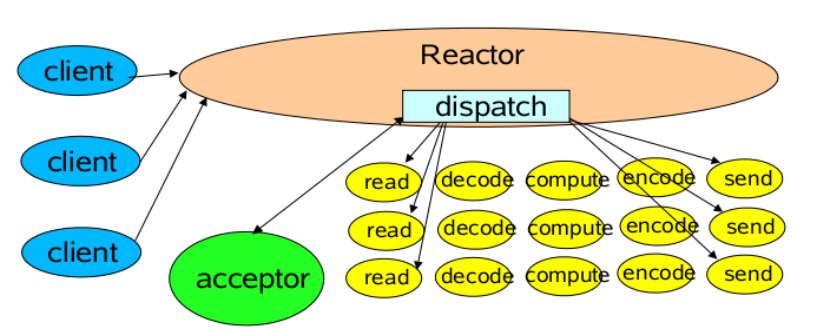 Reactor
client
dispatch
client
read decode compute encode send
read decode compute encode send
client
acceptor
read decode compute encode send